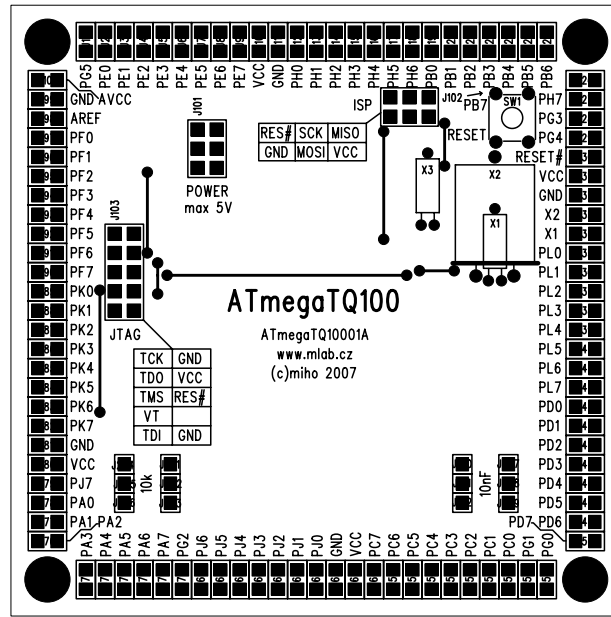 PG5 PE0 PE1 PE2 PE3 PE4 PE5 PE6 PE7 VCC GND PH0 PH1 PH2 PH3 PH4 PH5 PH6 PB0 PB1 PB2 PB3 PB4 PB5 PB6
GND AVCC
AREF
PF0
PF1
PF2
PF3
PF4
PF5
PF6
PF7
PK0
PK1
PK2
PK3
PK4
PK5
PK6
PK7
GND
VCC
PJ7
PA0
PA1 PA2
J101
POWER
max 5V
ISP
J102
RES# SCK MISO
GND MOSI VCC
PB7
SW1
RESET
X3
X2
X1
J103
JTAG
TCK GND
TDO VCC
TMS RES#
VT
TDI GND
ATmegaTQ100
ATmegaTQ10001A
www.mlab.cz
(c)miho 2007
10k
10nF
PH7
PG3
PG4
RESET#
VCC
GND
X2
X1
PL0
PL1
PL2
PL3
PL4
PL5
PL6
PL7
PD0
PD1
PD2
PD3
PD4
PD5
PD7 PD6
PA3 PA4 PA5 PA6 PA7 PG2 PJ6 PJ5 PJ4 PJ3 PJ2 PJ1 PJ0 GND VCC PC7 PC6 PC5 PC4 PC3 PC2 PC1 PC0 PG1 PG0